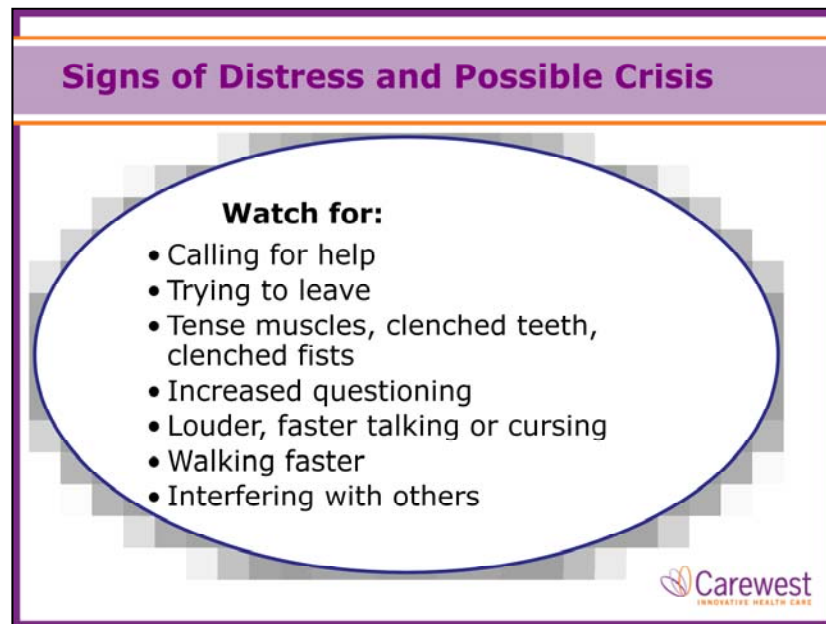 Signs of Distress and Possible Crisis
Watch for:
• Calling for help
• Trying to leave
• Tense muscles, clenched teeth,
clenched fists
• Increased questioning
• Louder, faster talking or cursing
• Walking faster
• Interfering with others
Carewest
INNOVATIVE HEALTH CARE